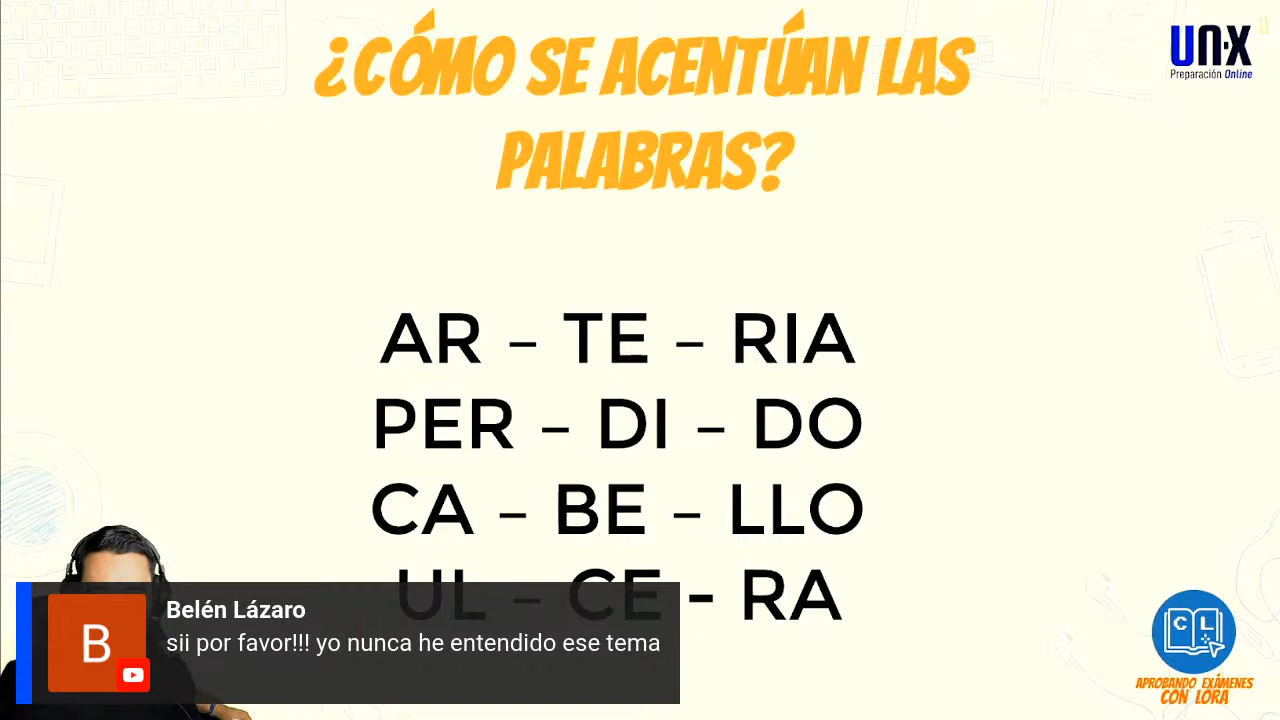 ¿CÓMO SE ACENTÚAN LAS
PALABRAS?
UN·X
Preparación Online
AR – TE – RIA
PER – DI – DO
CA – BE – LLO
UL – CE - RA
B
Belén Lázaro
sii por favor!!! yo nunca he entendido ese tema
C L
APROBANDO EXÁMENES
CON LORA